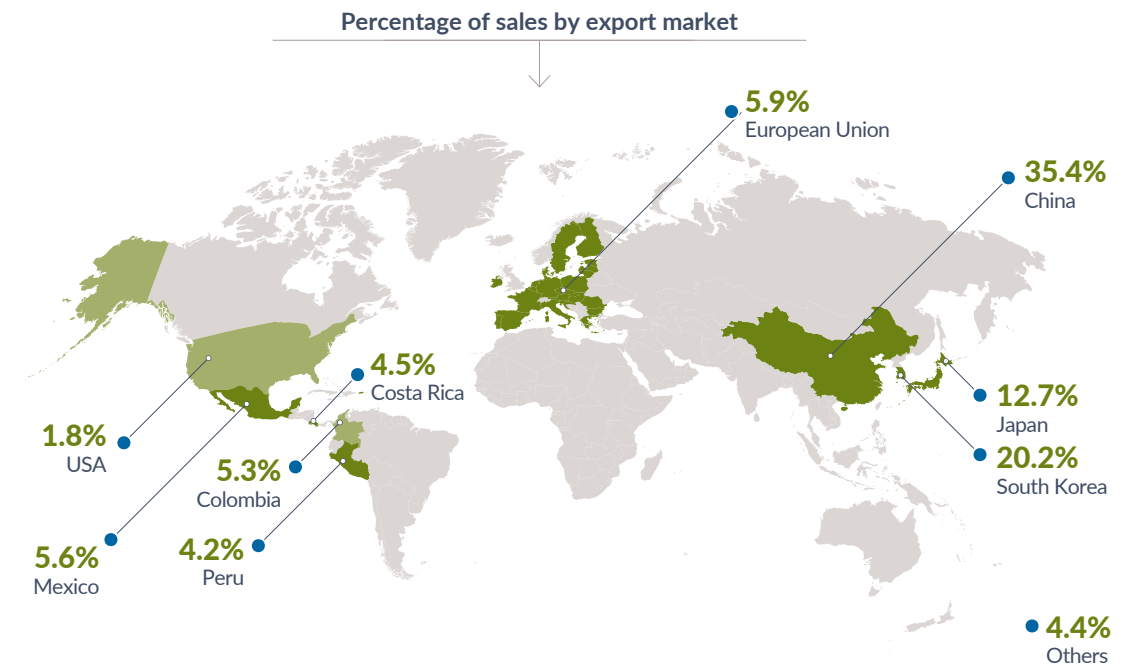 Percentage of sales by export market
5.9%
European Union
35.4%
China
4.5%
Costa Rica
12.7%
Japan
1.8%
USA
20.2%
South Korea
5.3%
Colombia
5.6%
Mexico
4.2%
Peru
4.4%
Others